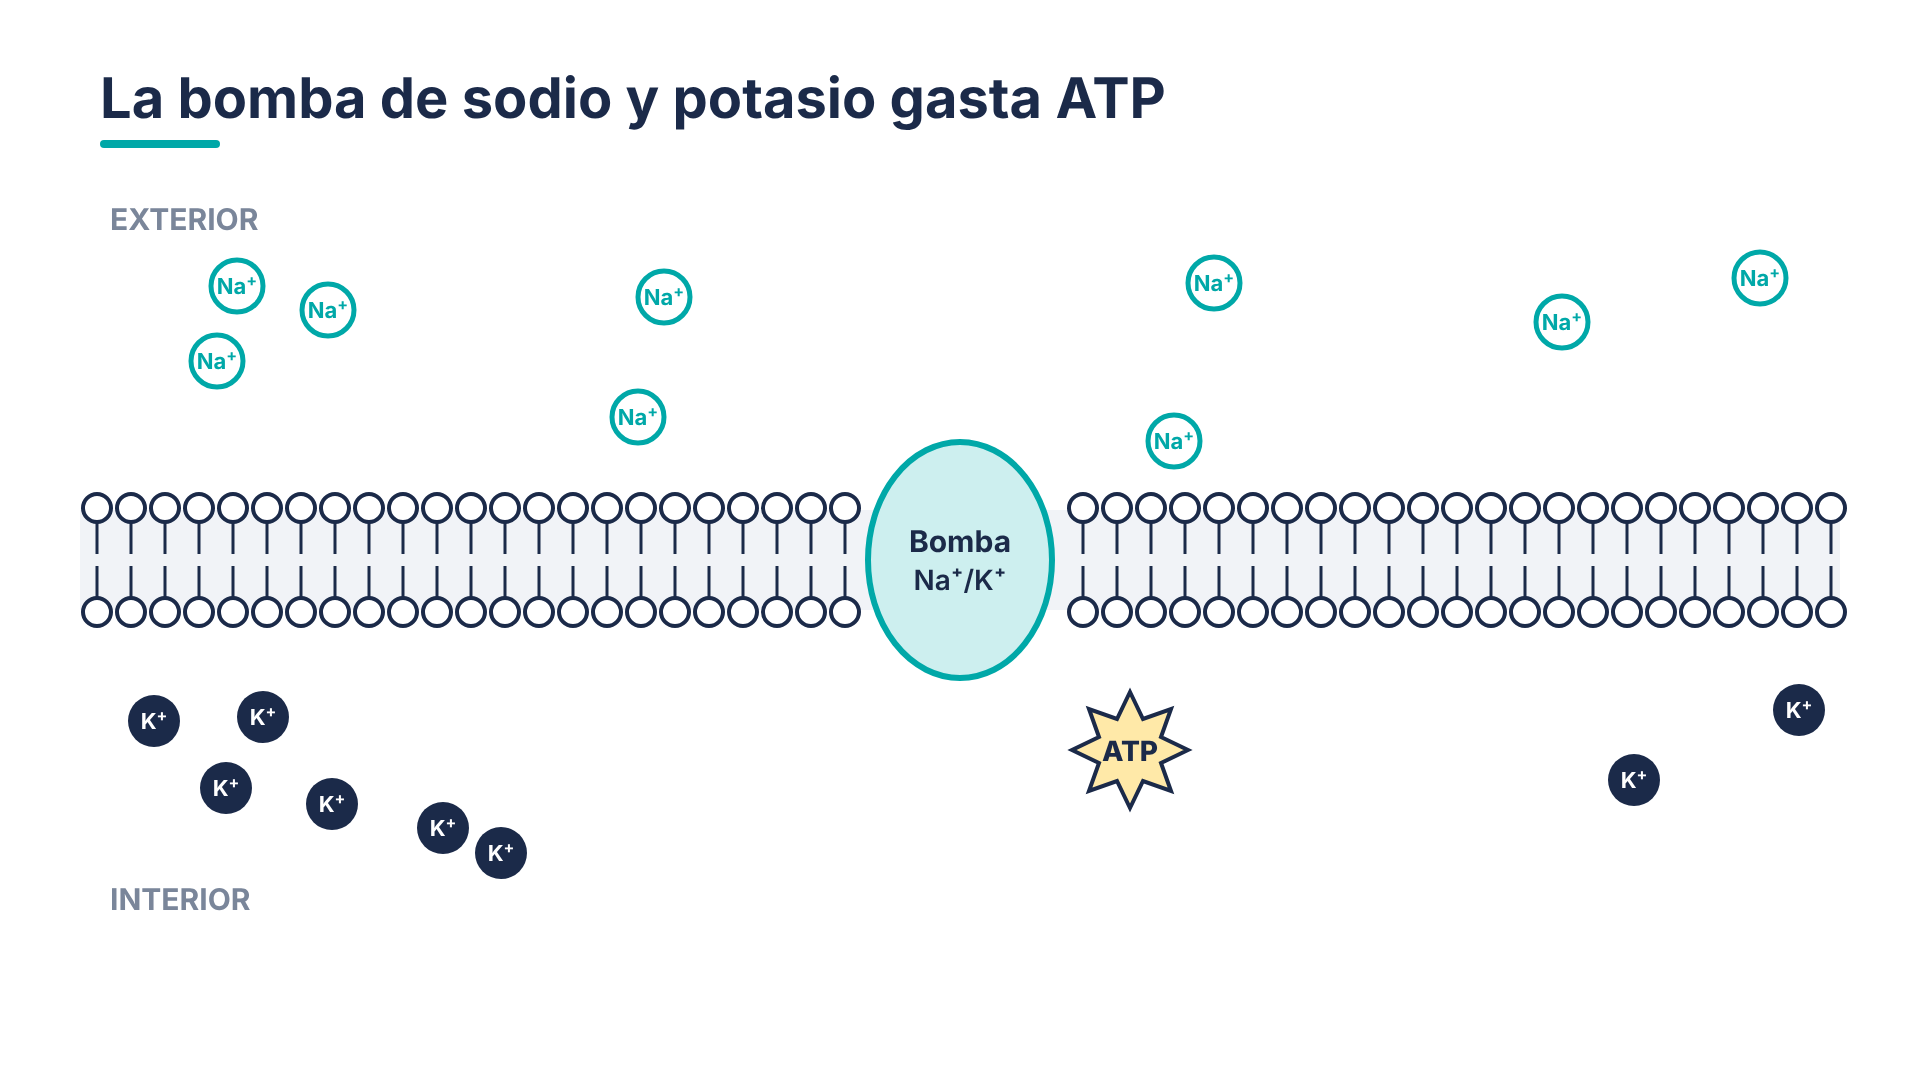 La bomba de sodio y potasio gasta ATP
EXTERIOR
Na⁺
Na⁺
Na⁺
Na⁺
Na⁺
Na⁺
Na⁺
Na⁺
Na⁺
Bomba
Na⁺/K⁺
K⁺
K⁺
K⁺
K⁺
K⁺
K⁺
ATP
K⁺
K⁺
INTERIOR